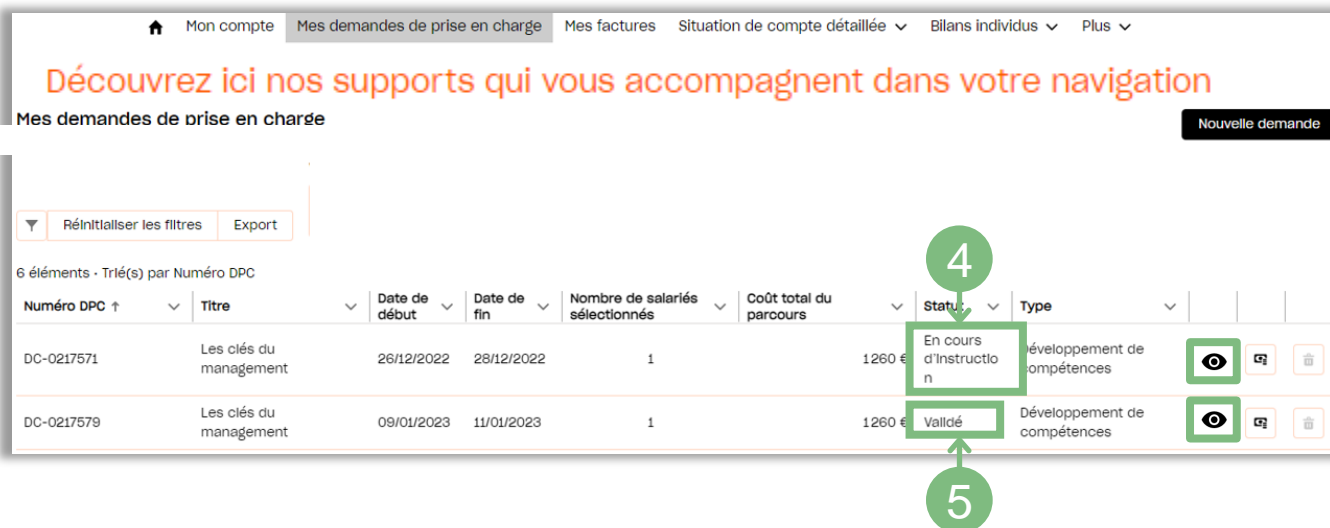 Mon compte Mes demandes de prise en charge Mes factures Situation de compte détaillée Bilans individus Plus
Découvrez ici nos supports qui vous accompagnent dans votre navigation
Mes demandes de prise en charge
Nouvelle demande
Réinitialiser les filtres Export
6 éléments • Trié(s) par Numéro DPC
4
Numéro DPC ↑ Titre Date de début Date de fin Nombre de salariés sélectionnés Coût total du parcours Statut Type
DC-0217571 Les clés du management 26/12/2022 28/12/2022 1 1260 € En cours d'instruction Développement de compétences
DC-0217579 Les clés du management 09/01/2023 11/01/2023 1 1260 € Validé Développement de compétences
5